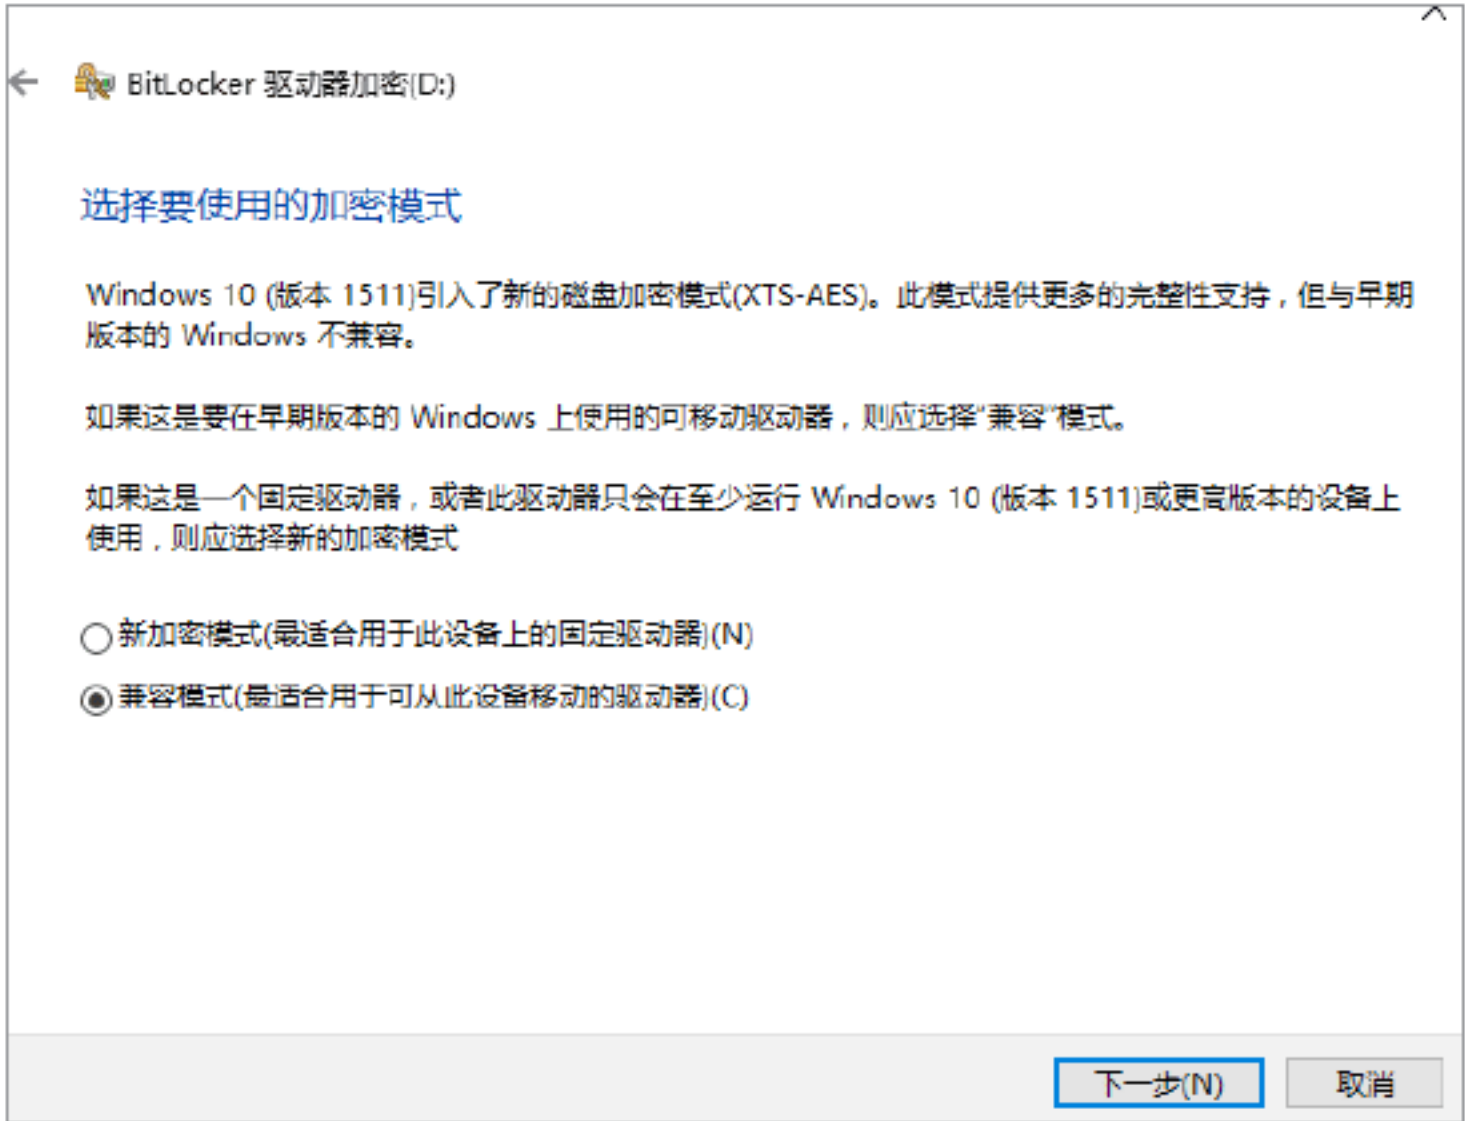 BitLocker 驱动器加密(D:)
选择要使用的加密模式
Windows 10 (版本 1511)引入了新的磁盘加密模式(XTS-AES)。此模式提供更多的完整性支持，但与早期
版本的 Windows 不兼容。
如果这是要在早期版本的 Windows 上使用的可移动驱动器，则应选择"兼容"模式。
如果这是一个固定驱动器，或者此驱动器只会在至少运行 Windows 10 (版本 1511)或更高版本的设备上
使用，则应选择新的加密模式
新加密模式(最适合用于此设备上的固定驱动器)(N)
兼容模式(最适合用于可从此设备移动的驱动器)(C)
下一步(N)
取消